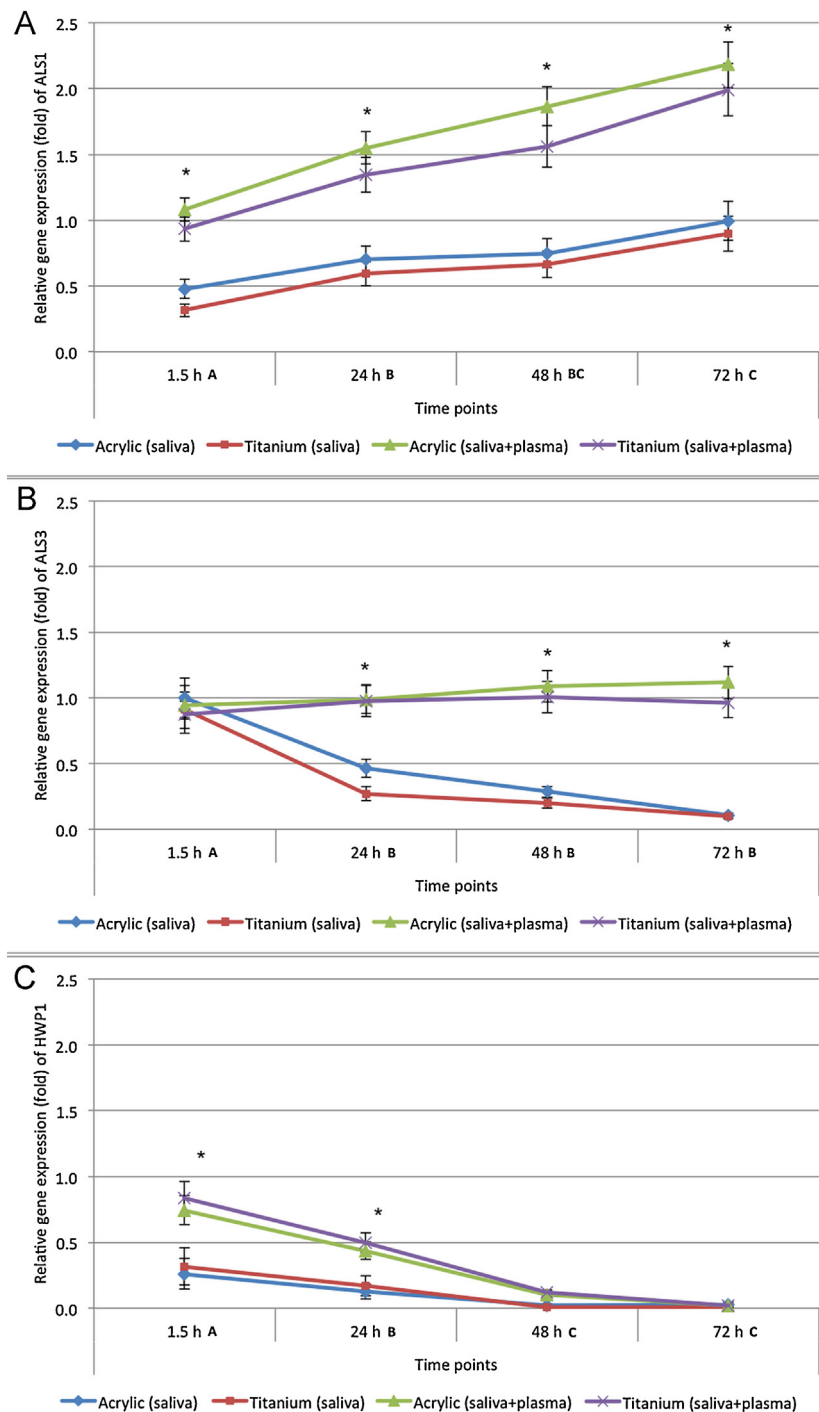 A
Relative gene expression (fold) of ALS1
2.5
*
2.0
*
*
1.5
*
1.0
0.5
0.0
1.5 h A 24 h B 48 h BC 72 h C
Time points
Acrylic (saliva) Titanium (saliva) Acrylic (saliva+plasma) Titanium (saliva+plasma)
B
Relative gene expression (fold) of ALS3
2.5
2.0
1.5
* * *
1.0
0.5
0.0
1.5 h A 24 h B 48 h B 72 h B
Time points
Acrylic (saliva) Titanium (saliva) Acrylic (saliva+plasma) Titanium (saliva+plasma)
C
Relative gene expression (fold) of HWP1
2.5
2.0
1.5
*
1.0
*
0.5
0.0
1.5 h A 24 h B 48 h C 72 h C
Time points
Acrylic (saliva) Titanium (saliva) Acrylic (saliva+plasma) Titanium (saliva+plasma)